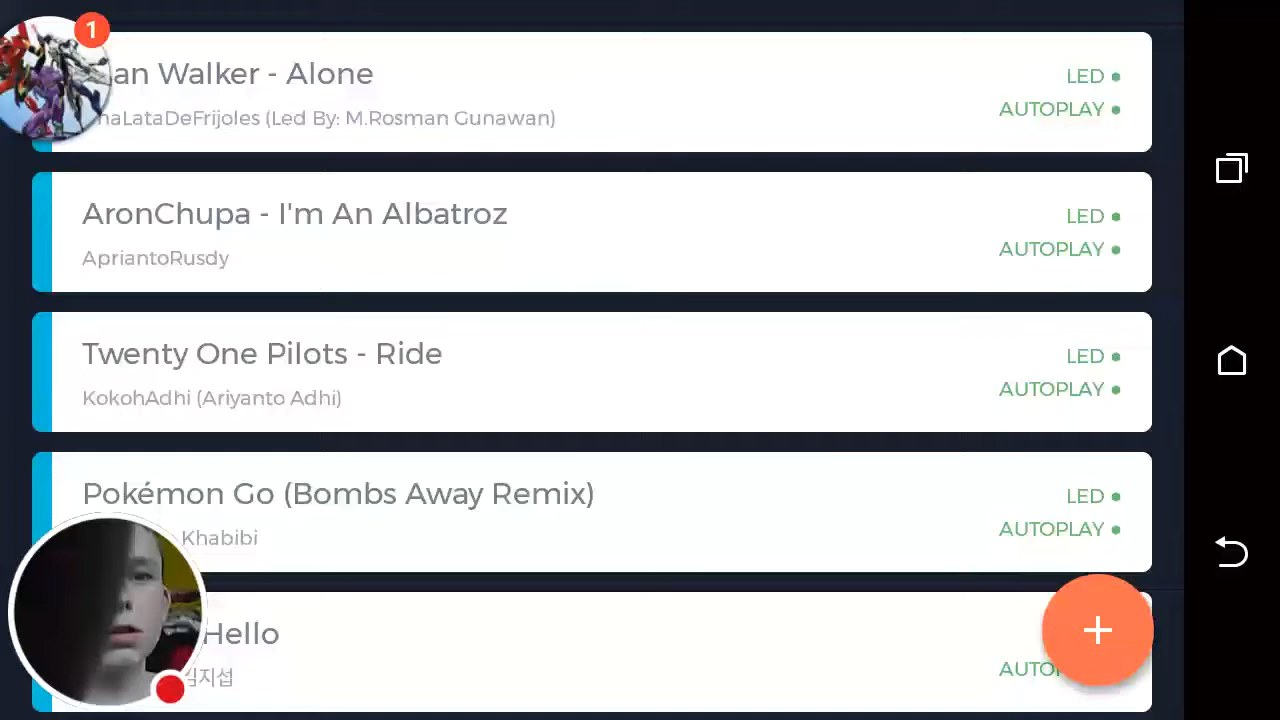 1
an Walker - Alone
naLataDeFrijoles (Led By: M.Rosman Gunawan)
LED
AUTOPLAY
AronChupa - I'm An Albatroz
ApriantoRusdy
LED
AUTOPLAY
Twenty One Pilots - Ride
KokohAdhi (Ariyanto Adhi)
LED
AUTOPLAY
Pokémon Go (Bombs Away Remix)
Khabibi
LED
AUTOPLAY
Hello
김지섭
AUTO